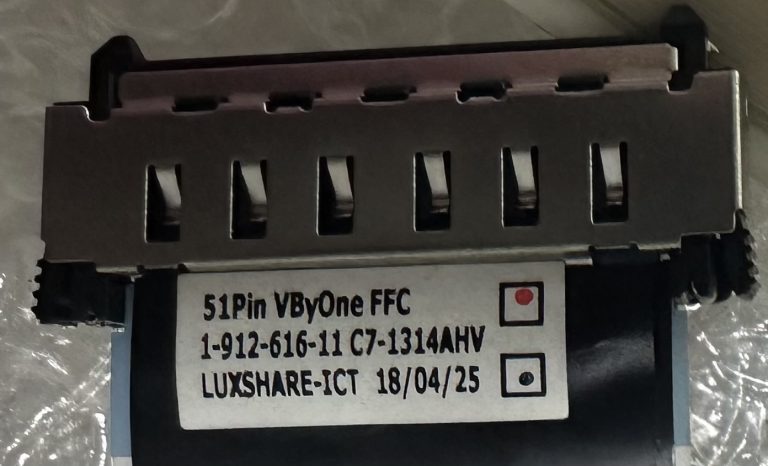 51Pin VByOne FFC
1-912-616-11 C7-1314AHV
LUXSHARE-ICT 18/04/25